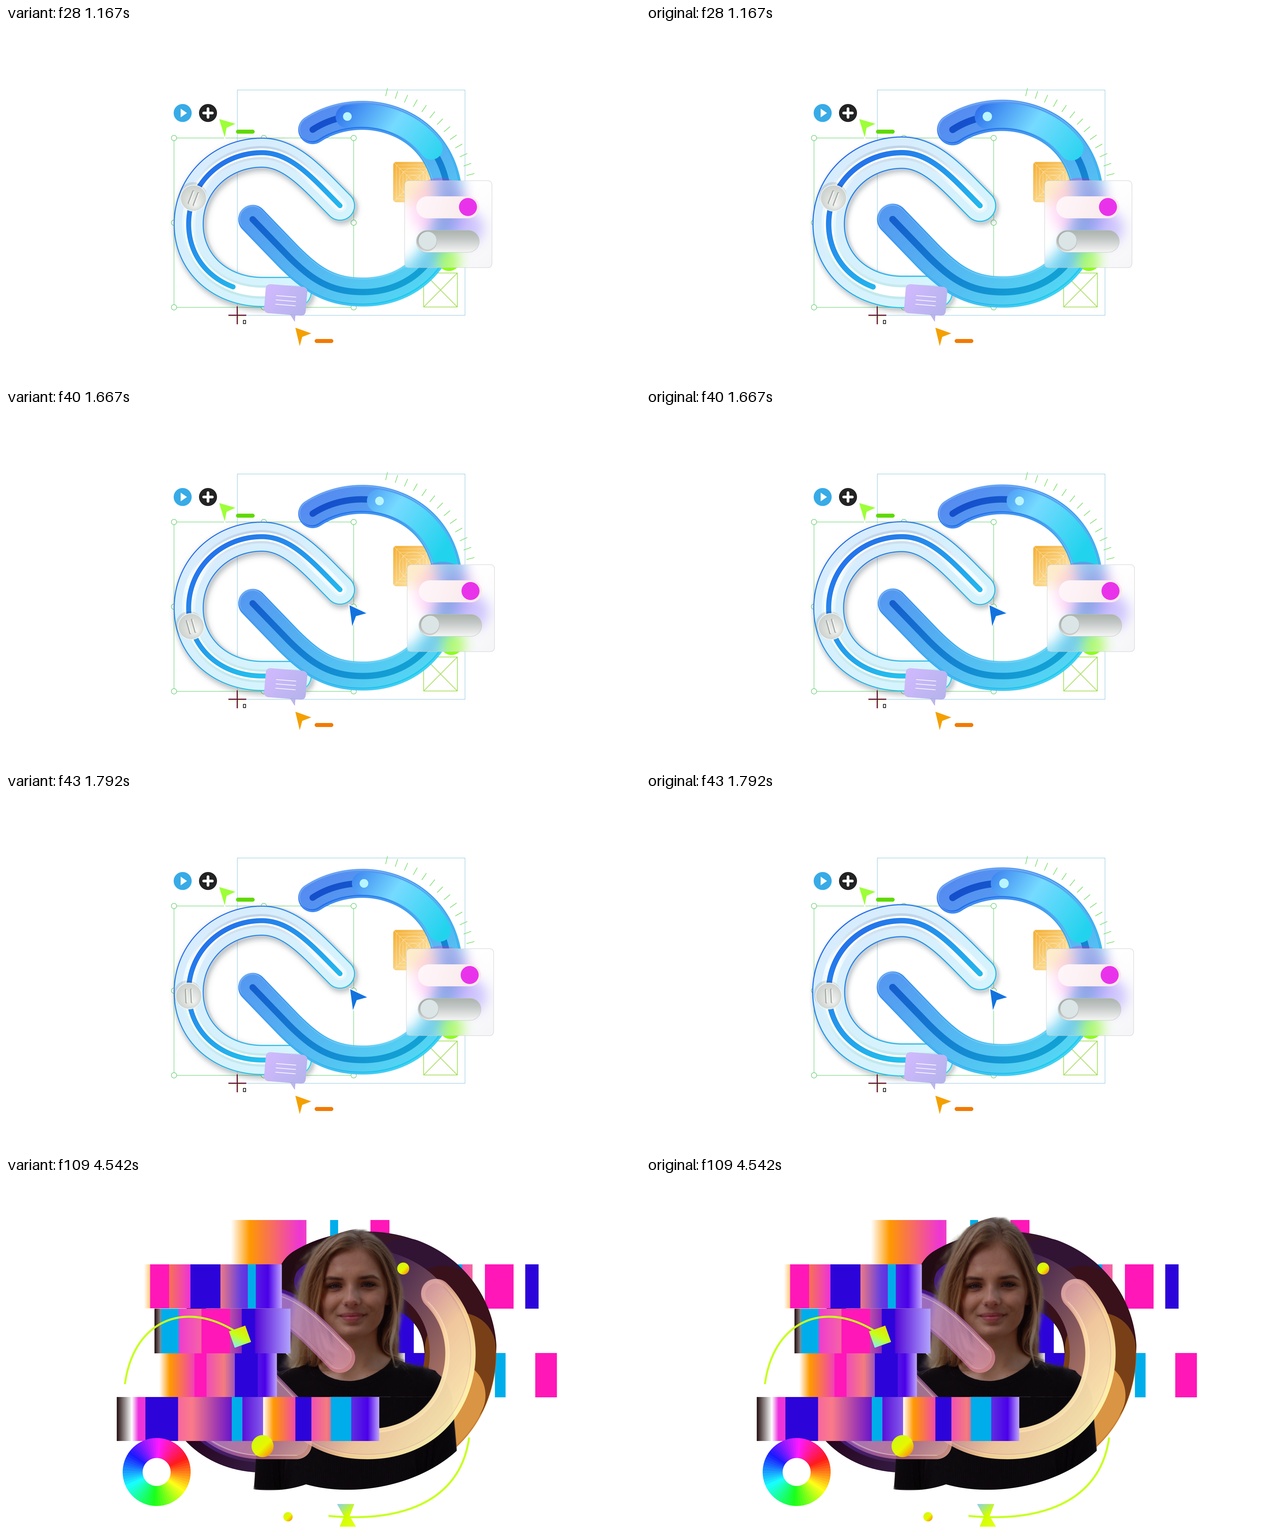 variant: f28 1.167s
original: f28 1.167s
variant: f40 1.667s
original: f40 1.667s
variant: f43 1.792s
original: f43 1.792s
variant: f109 4.542s
original: f109 4.542s